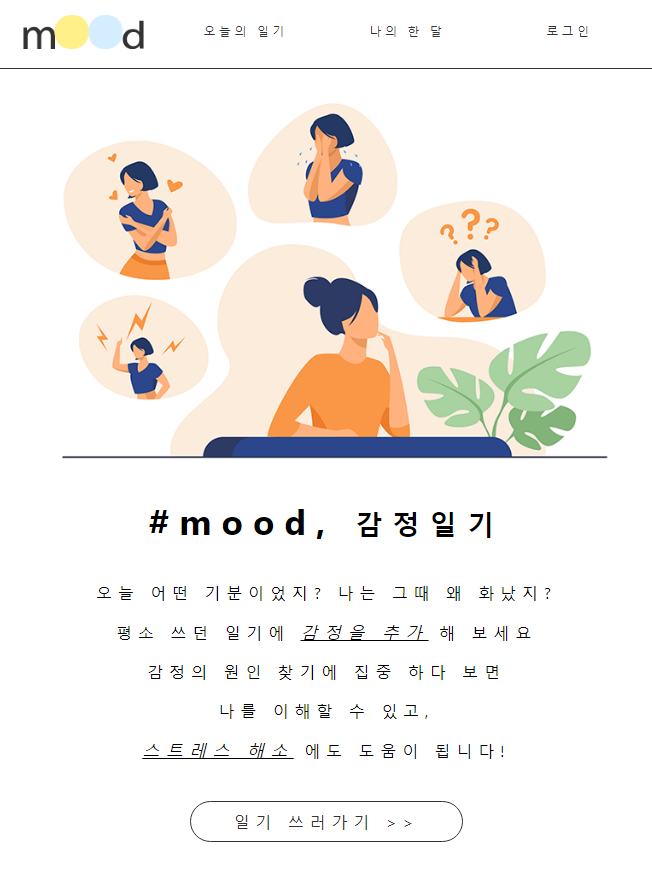 mood
오늘의 일기 나의 한 달 로그인
? ? ?
#mood, 감정일기
오늘 어떤 기분이었지? 나는 그때 왜 화났지?
평소 쓰던 일기에 감정을 추가 해 보세요
감정의 원인 찾기에 집중 하다 보면
나를 이해할 수 있고,
스트레스 해소 에도 도움이 됩니다!
일기 쓰러가기 >>